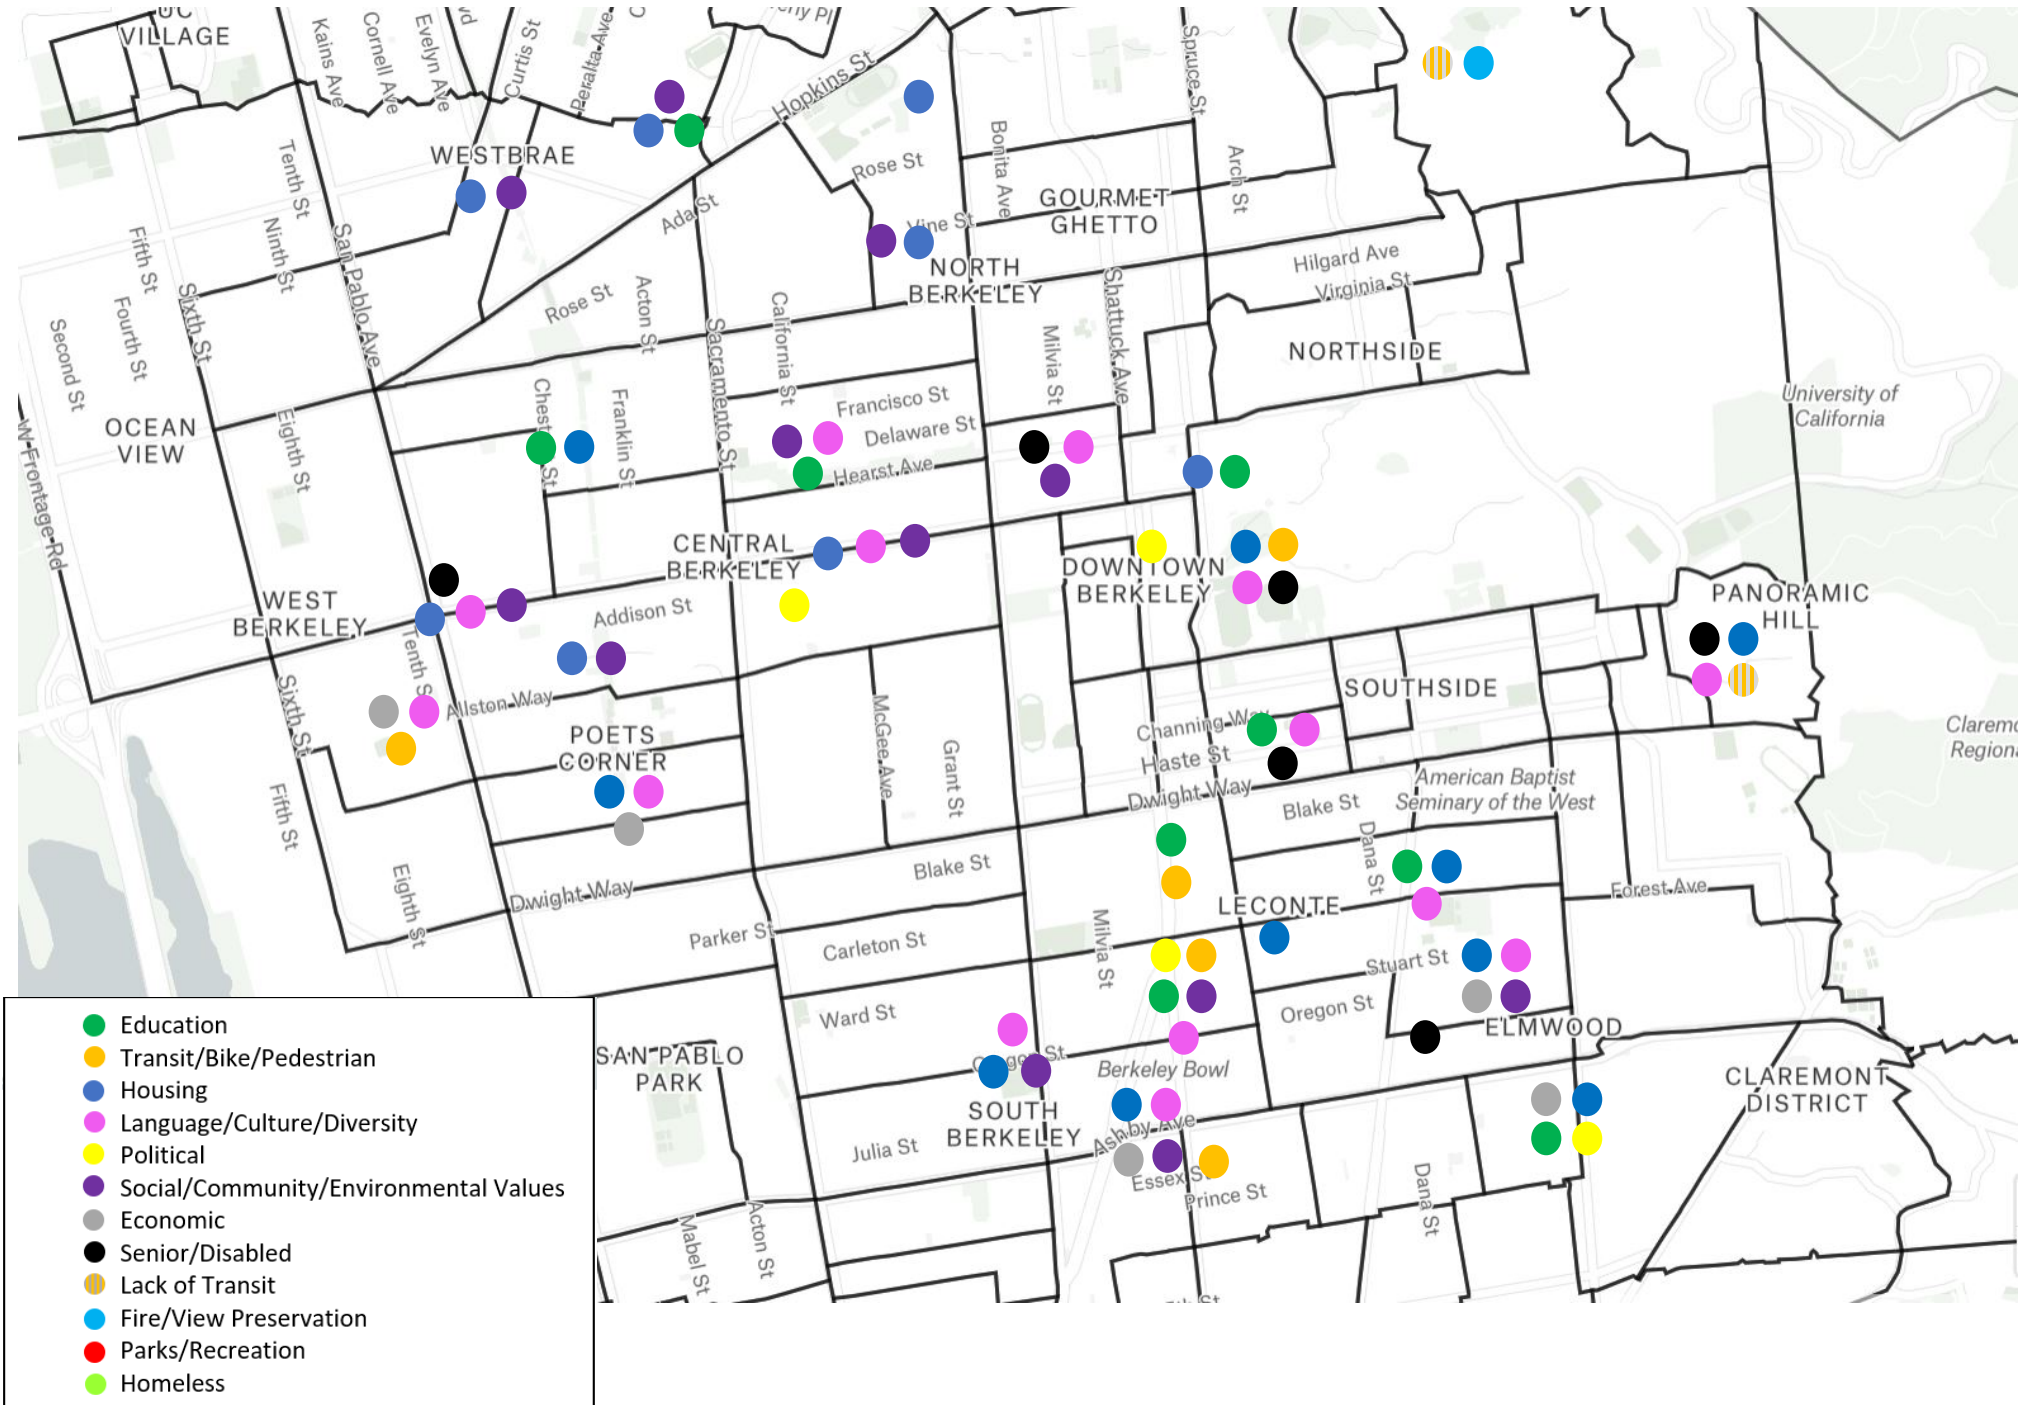 VILLAGE
Kains Ave
Cornell Ave
Evelyn Ave
Curtis St
Peralta Ave
Hopkins St
Spruce St
WESTBRAE
Tenth St
Ninth St
Rose St
Bonita Ave
Arch St
GOURMET
GHETTO
Ada St
Vine St
Fifth St
Fourth St
Second St
Sixth St
San Pablo Ave
NORTH
BERKELEY
Hilgard Ave
Virginia St
Rose St
Acton St
California St
Sacramento St
Milvia St
Shattuck Ave
NORTHSIDE
University of
California
OCEAN
VIEW
Eighth St
Franklin St
Francisco St
Delaware St
Hearst Ave
W Frontage Rd
CENTRAL
BERKELEY
DOWNTOWN
BERKELEY
WEST
BERKELEY
Addison St
PANORAMIC
HILL
Sixth St
Allston Way
SOUTHSIDE
POETS
CORNER
McGee Ave
Grant St
Channing Way
Haste St
Dwight Way
American Baptist
Seminary of the West
Blake St
Dana St
Fifth St
Eighth St
Dwight Way
Blake St
Parker St
Carleton St
Milvia St
LECONTE
Forest Ave
Stuart St
Oregon St
Ward St
Oregon St
ELMWOOD
SAN PABLO
PARK
Berkeley Bowl
SOUTH
BERKELEY
Ashby Ave
Julia St
Essex St
Prince St
Dana St
CLAREMONT
DISTRICT
Mabel St
Acton St
Education
Transit/Bike/Pedestrian
Housing
Language/Culture/Diversity
Political
Social/Community/Environmental Values
Economic
Senior/Disabled
Lack of Transit
Fire/View Preservation
Parks/Recreation
Homeless